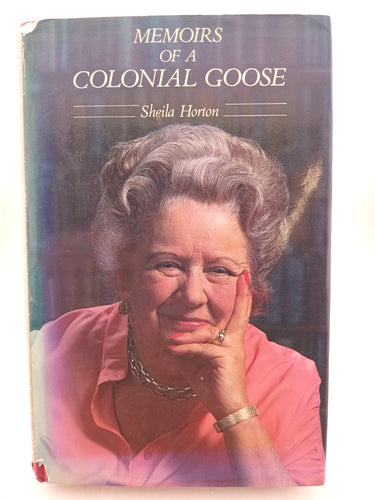 MEMOIRS
OF A
COLONIAL GOOSE
Sheila Horton